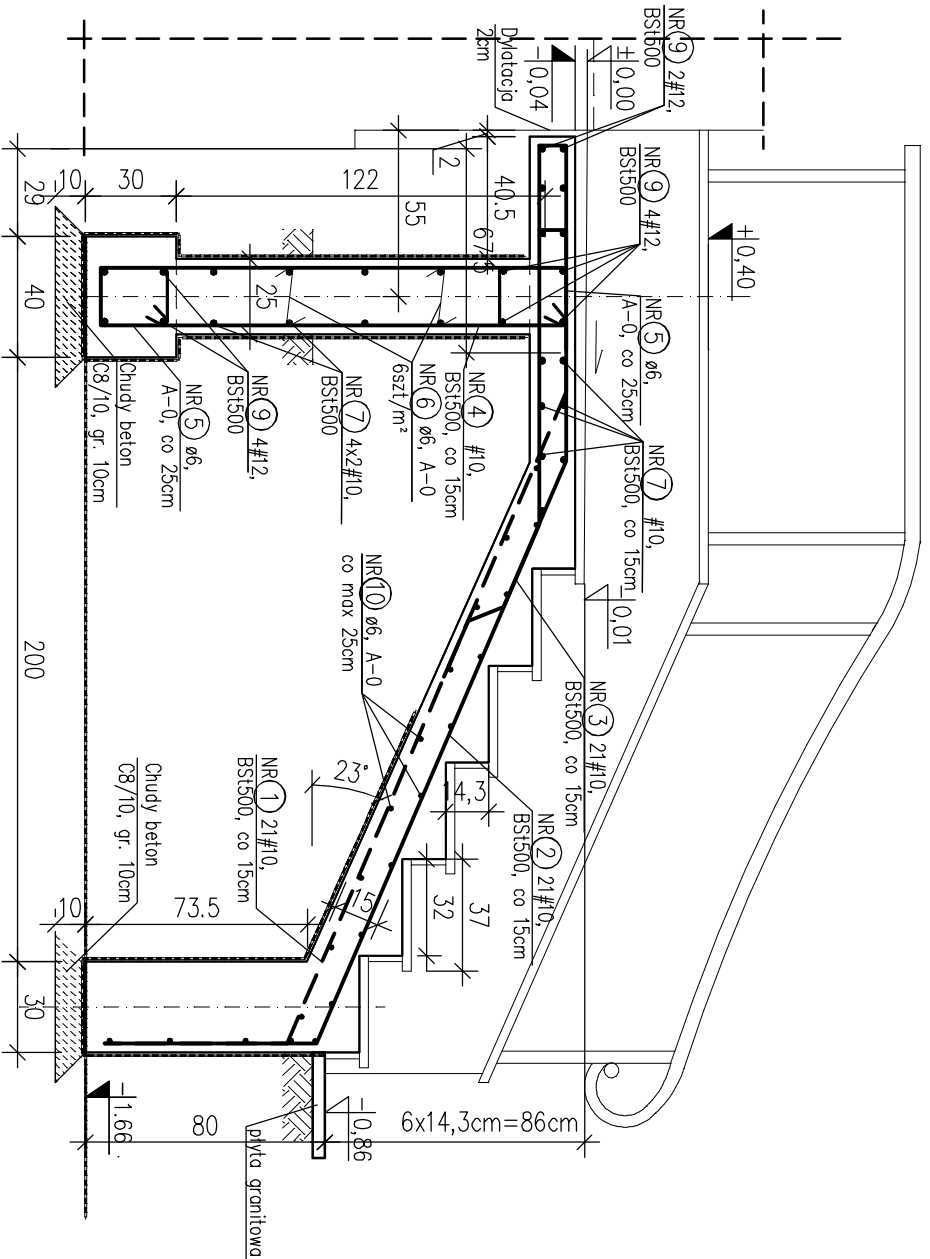 NR 9 2#12,
BSt500
±0,00
-0,04
Dylatacja
2cm
NR 9 4#12,
BSt500
±0,40
NR 5 ø6,
A-0, co 25cm
NR 7 #10,
BSt500, co 15cm
-0,01
NR 3 21#10,
BSt500, co 15cm
NR 2 21#10,
BSt500, co 15cm
2
40.5
55
122
30
10
29
40
25
NR 4 #10,
BSt500, co 15cm
NR 6 ø6, A-0
6szt/m²
NR 7 4x2#10,
BSt500
NR 9 4#12,
BSt500
NR 5 ø6,
A-0, co 25cm
Chudy beton
C8/10, gr. 10cm
NR 10 ø6, A-0
co max 25cm
14,3
37
32
15
23°
NR 1 21#10,
BSt500, co 15cm
Chudy beton
C8/10, gr. 10cm
73.5
10
200
30
6x14,3cm=86cm
-0,86
80
-1.66
płyta granitowa